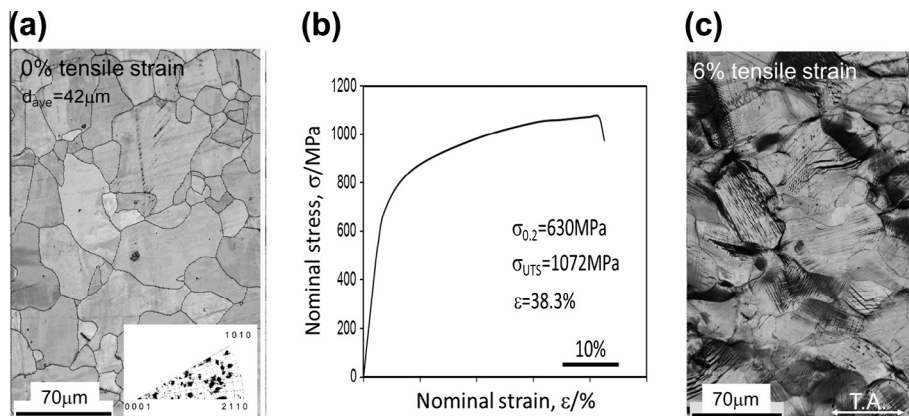 (a)
0% tensile strain
dave=42μm
1010
0001
2110
70μm
(b)
1200
1000
800
600
400
200
0
Nominal stress, σ/MPa
σ0.2=630MPa
σUTS=1072MPa
ε=38.3%
10%
Nominal strain, ε/%
(c)
6% tensile strain
70μm
T.A.